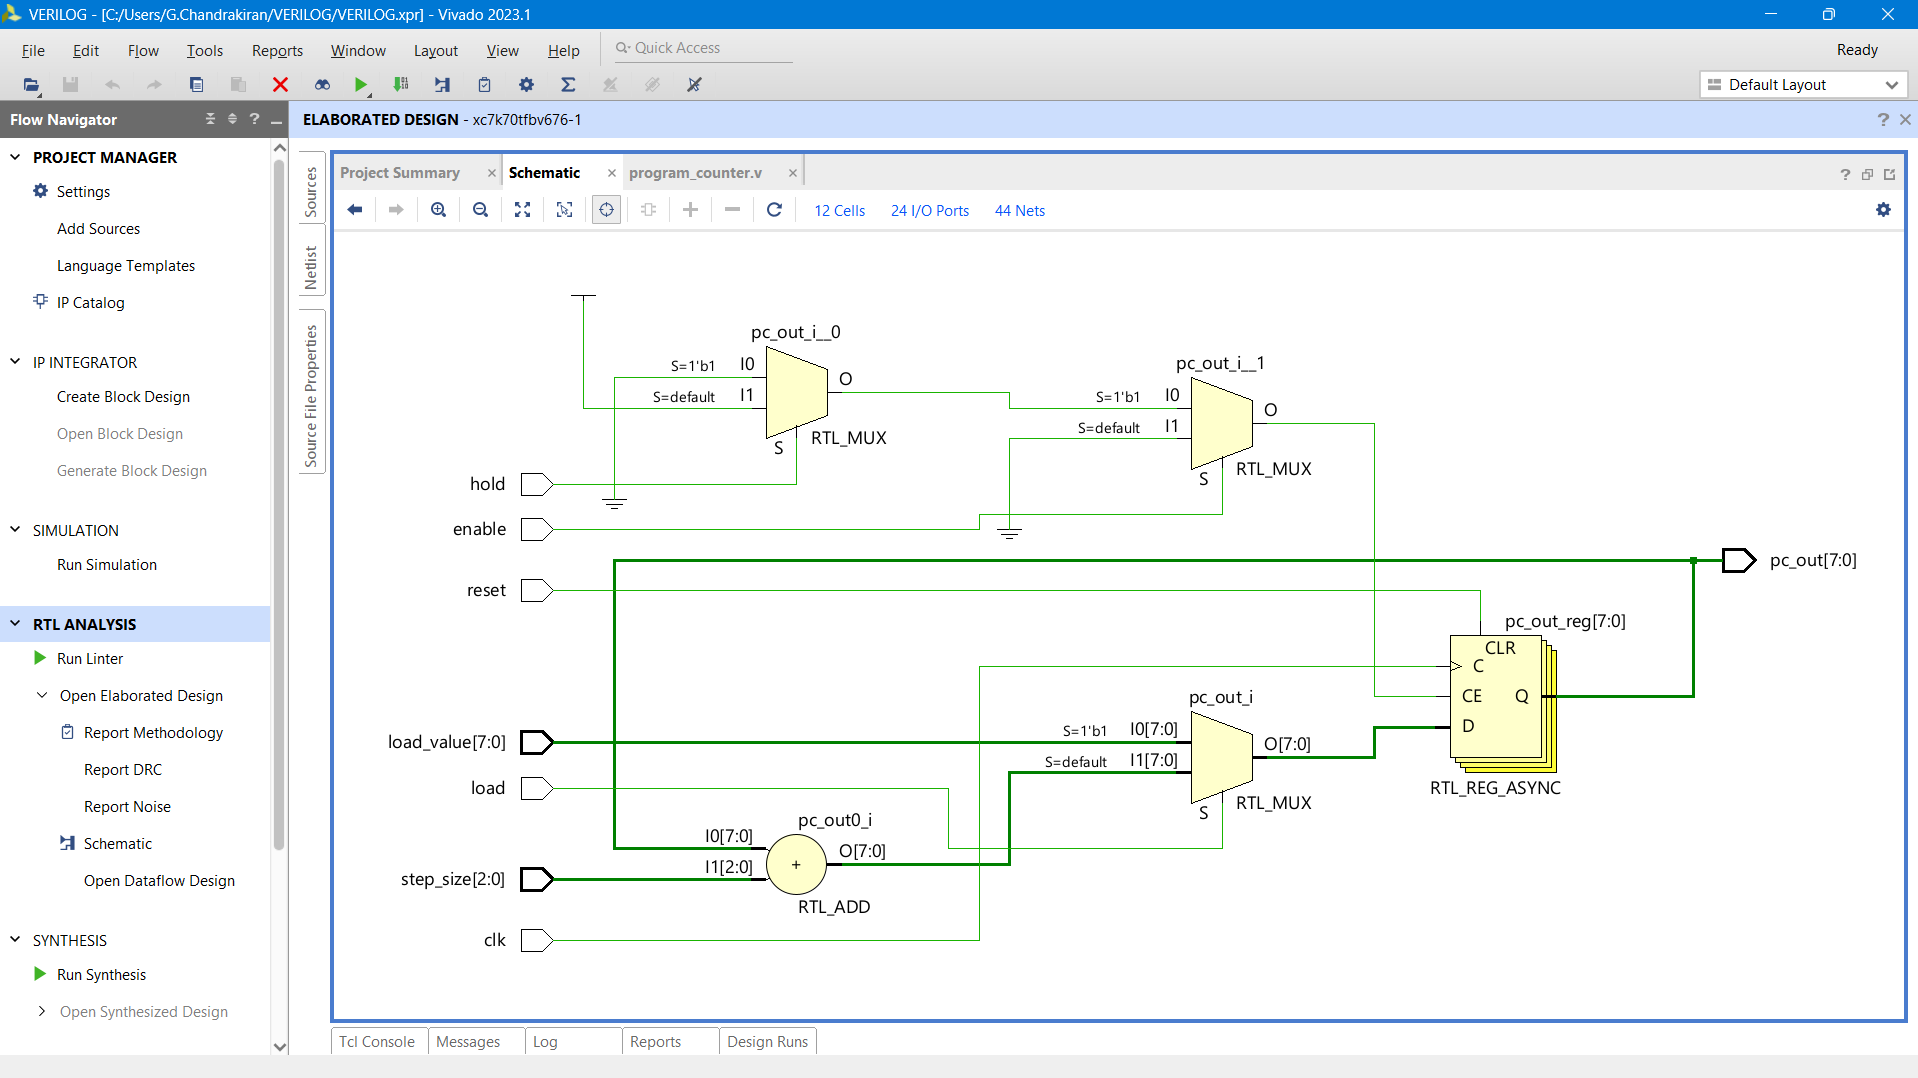 VERILOG - [C:/Users/G.Chandrakiran/VERILOG/VERILOG.xpr] - Vivado 2023.1
File Edit Flow Tools Reports Window Layout View Help Quick Access Ready
Default Layout
Flow Navigator ? _
ELABORATED DESIGN - xc7k70tfbv676-1 ? ×
PROJECT MANAGER
Settings
Add Sources
Language Templates
IP Catalog
IP INTEGRATOR
Create Block Design
Open Block Design
Generate Block Design
SIMULATION
Run Simulation
RTL ANALYSIS
Run Linter
Open Elaborated Design
Report Methodology
Report DRC
Report Noise
Schematic
Open Dataflow Design
SYNTHESIS
Run Synthesis
Open Synthesized Design
Sources
Netlist
Source File Properties
Project Summary × Schematic × program_counter.v × ?
12 Cells 24 I/O Ports 44 Nets
pc_out_i__0
S=1'b1 I0
S=default I1
O
S
RTL_MUX
pc_out_i__1
S=1'b1 I0
S=default I1
O
S
RTL_MUX
hold
enable
reset
pc_out[7:0]
pc_out_reg[7:0]
CLR
C
CE Q
D
RTL_REG_ASYNC
pc_out_i
S=1'b1 I0[7:0]
S=default I1[7:0]
O[7:0]
S
RTL_MUX
load_value[7:0]
load
pc_out0_i
I0[7:0]
I1[2:0]
+
O[7:0]
RTL_ADD
step_size[2:0]
clk
Tcl Console Messages Log Reports Design Runs